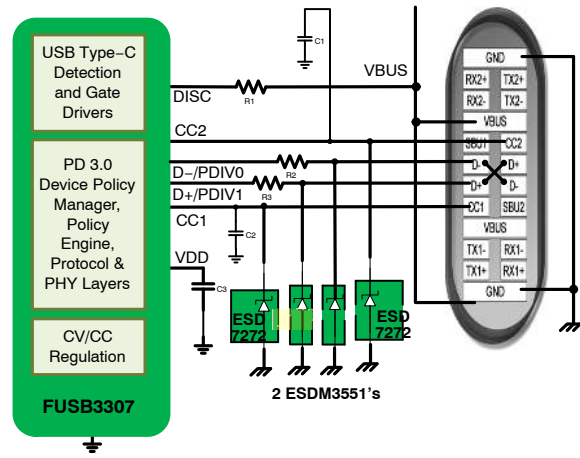 USB Type-C
Detection
and Gate
Drivers
PD 3.0
Device Policy
Manager,
Policy
Engine,
Protocol &
PHY Layers
CV/CC
Regulation
FUSB3307
DISC
CC2
D-/PDIV0
D+/PDIV1
CC1
VDD
R1
R2
R3
C1
C2
C3
VBUS
ESD
7272
ESD
7272
2 ESDM3551's
GND
RX2+ TX2+
RX2- TX2-
VBUS
SBU1 CC2
D- D+
D+ D-
CC1 SBU2
VBUS
TX1- RX1-
TX1+ RX1+
GND